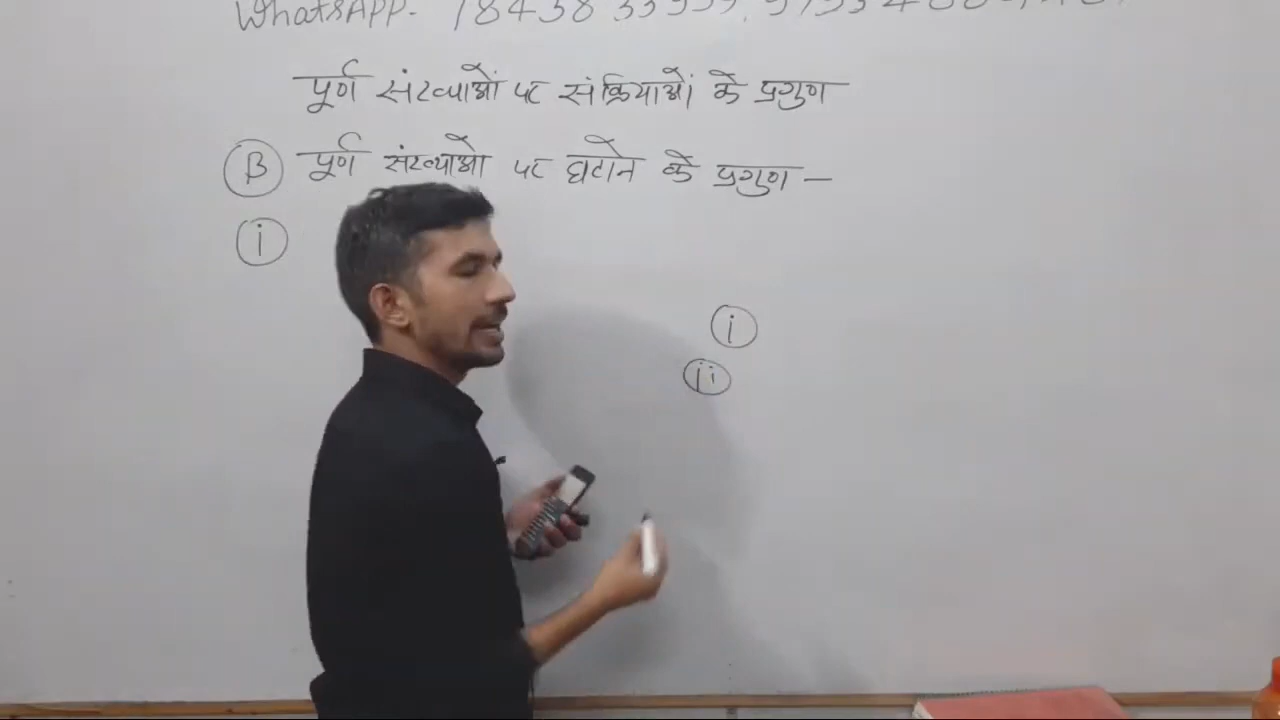 WhatsAPP-
पूर्ण संख्याओं पर संक्रियाओं के प्रगुण
B पूर्ण संख्याओं पर घटाने के प्रगुण -
i
i
ii